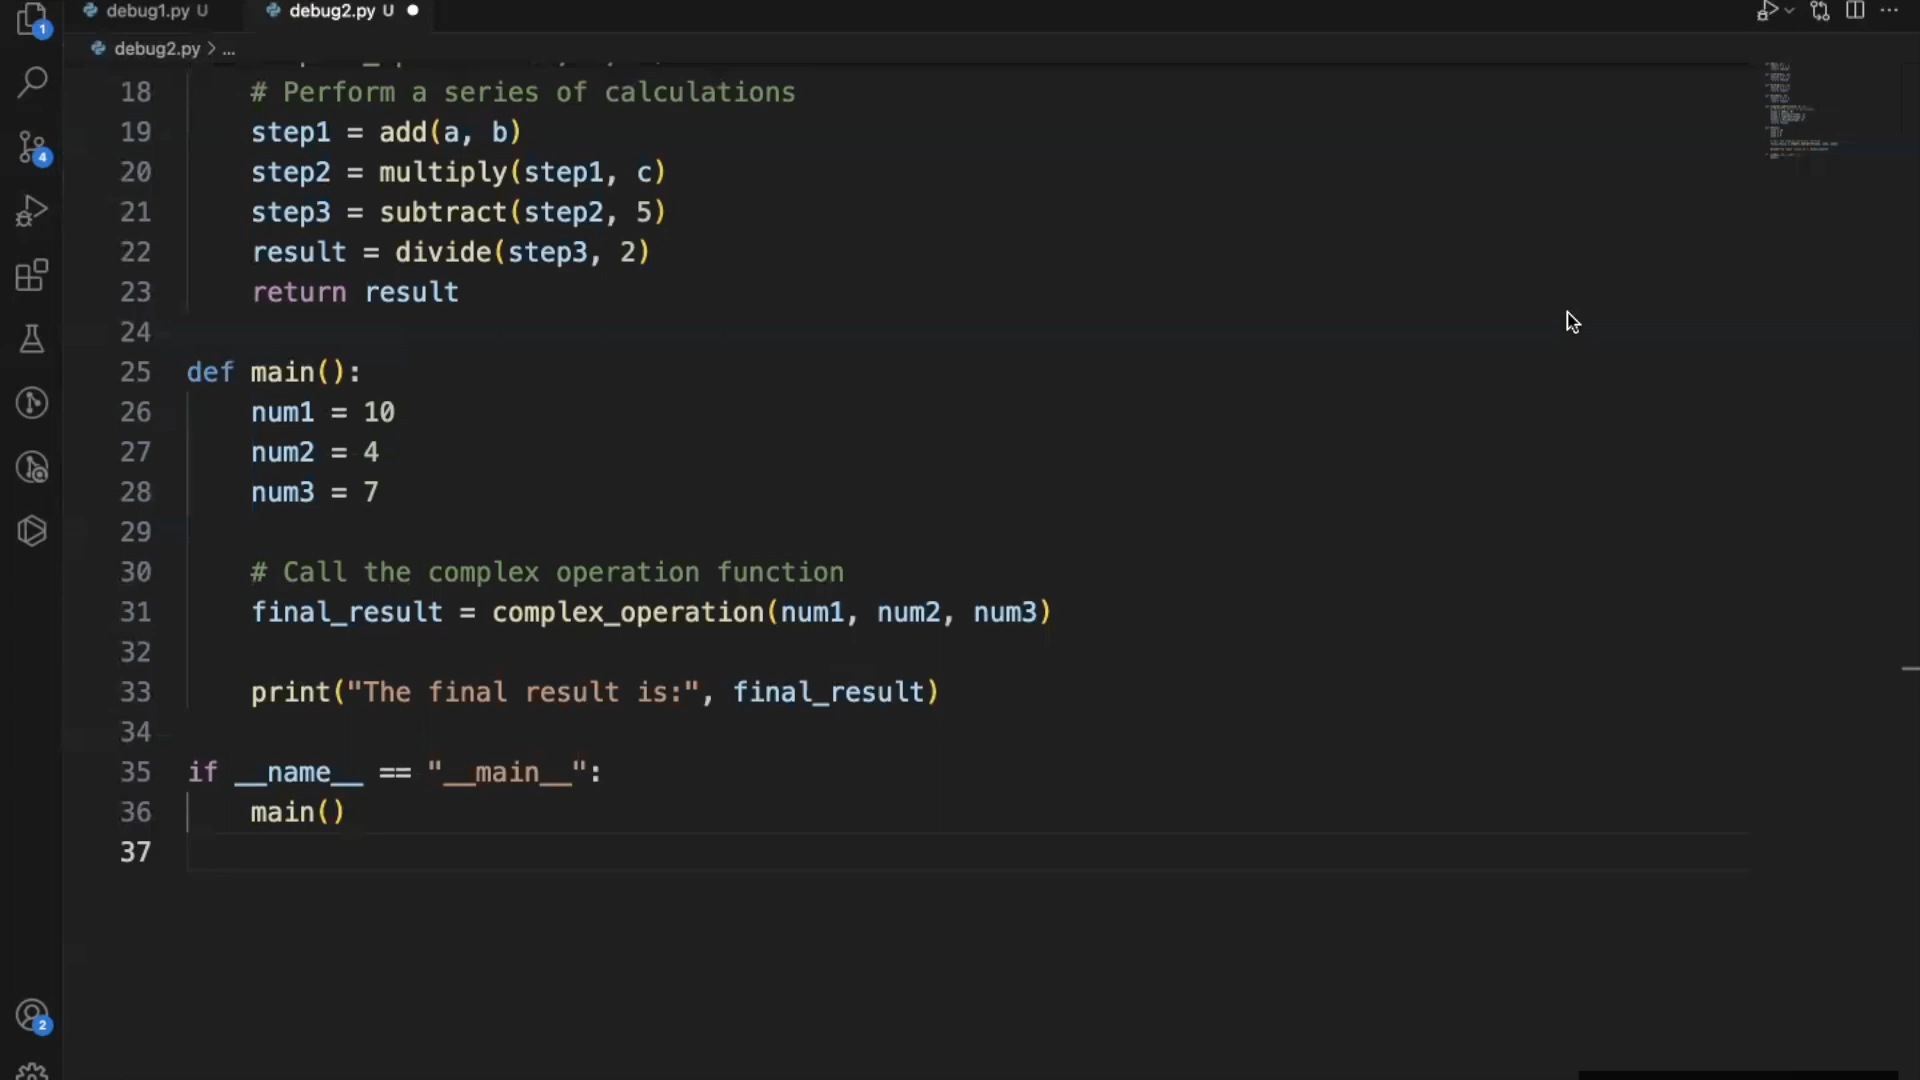 debug1.py U debug2.py U
debug2.py > ...
18 # Perform a series of calculations
19 step1 = add(a, b)
20 step2 = multiply(step1, c)
21 step3 = subtract(step2, 5)
22 result = divide(step3, 2)
23 return result
24
25 def main():
26 num1 = 10
27 num2 = 4
28 num3 = 7
29
30 # Call the complex operation function
31 final_result = complex_operation(num1, num2, num3)
32
33 print("The final result is:", final_result)
34
35 if __name__ == "__main__":
36 main()
37
1
4
2